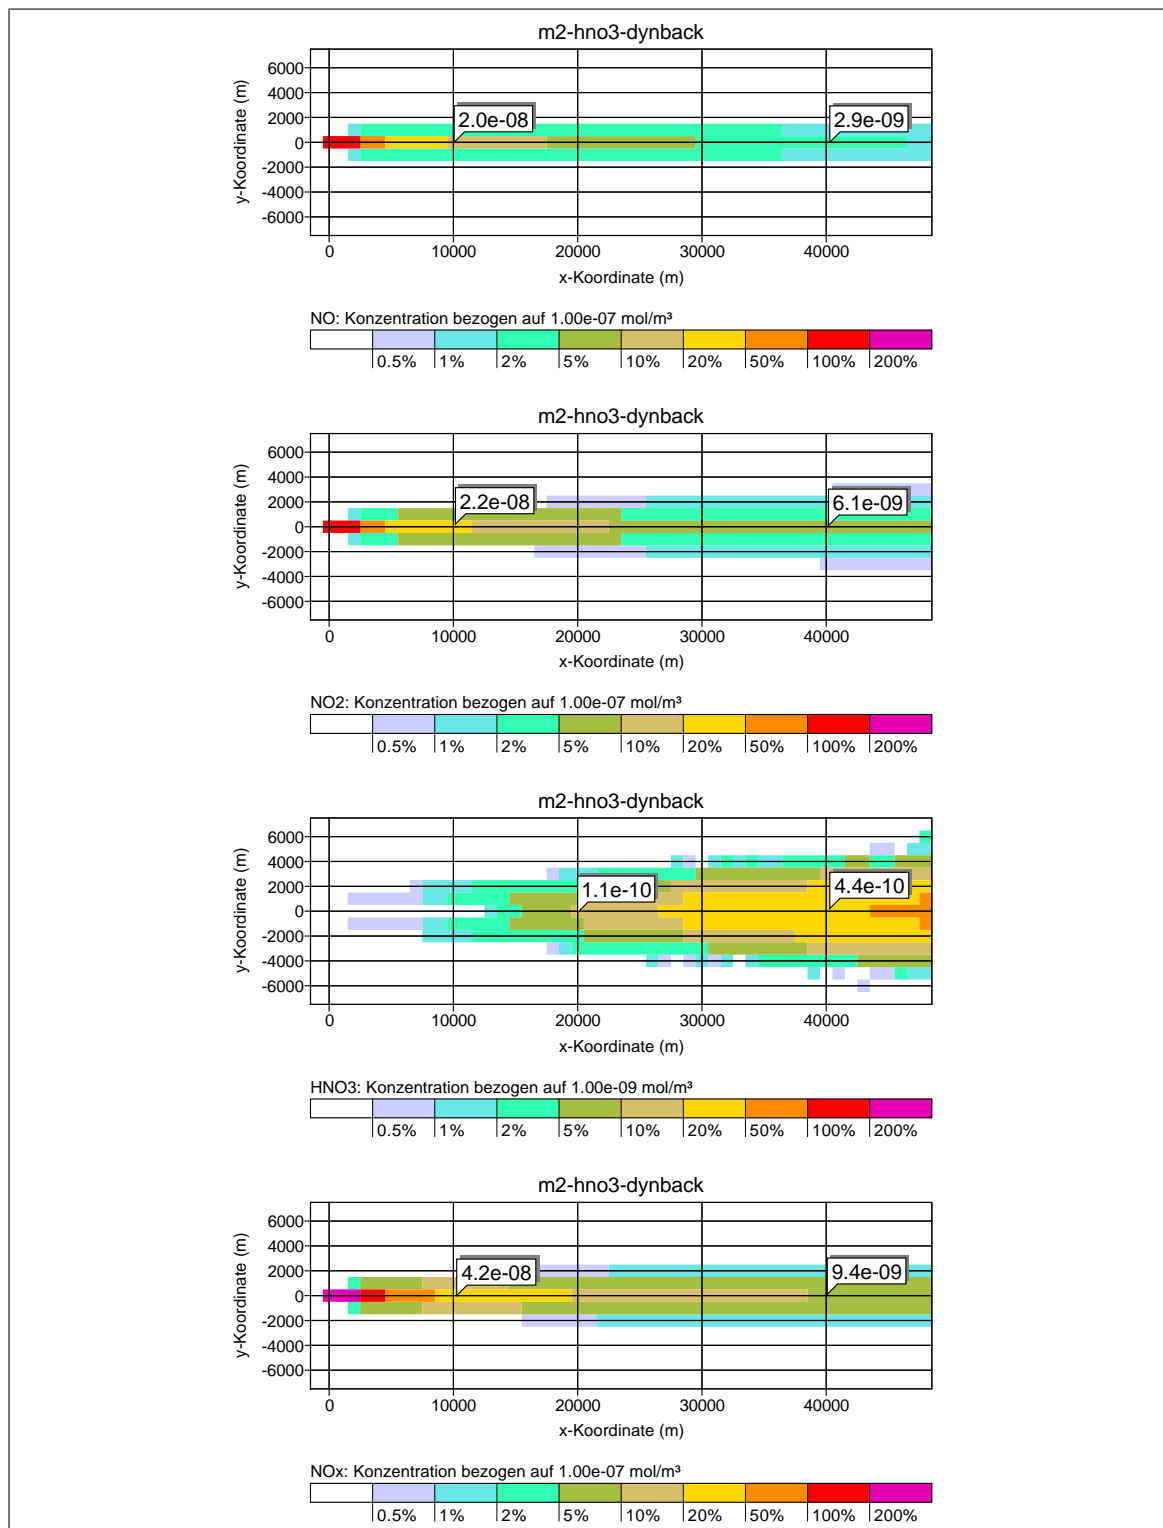 m2-hno3-dynback
6000
4000
2000
0
-2000
-4000
-6000
y-Koordinate (m)
2.0e-08
2.9e-09
0 10000 20000 30000 40000
x-Koordinate (m)
NO: Konzentration bezogen auf 1.00e-07 mol/m³
0.5% 1% 2% 5% 10% 20% 50% 100% 200%
m2-hno3-dynback
6000
4000
2000
0
-2000
-4000
-6000
y-Koordinate (m)
2.2e-08
6.1e-09
0 10000 20000 30000 40000
x-Koordinate (m)
NO2: Konzentration bezogen auf 1.00e-07 mol/m³
0.5% 1% 2% 5% 10% 20% 50% 100% 200%
m2-hno3-dynback
6000
4000
2000
0
-2000
-4000
-6000
y-Koordinate (m)
1.1e-10
4.4e-10
0 10000 20000 30000 40000
x-Koordinate (m)
HNO3: Konzentration bezogen auf 1.00e-09 mol/m³
0.5% 1% 2% 5% 10% 20% 50% 100% 200%
m2-hno3-dynback
6000
4000
2000
0
-2000
-4000
-6000
y-Koordinate (m)
4.2e-08
9.4e-09
0 10000 20000 30000 40000
x-Koordinate (m)
NOx: Konzentration bezogen auf 1.00e-07 mol/m³
0.5% 1% 2% 5% 10% 20% 50% 100% 200%